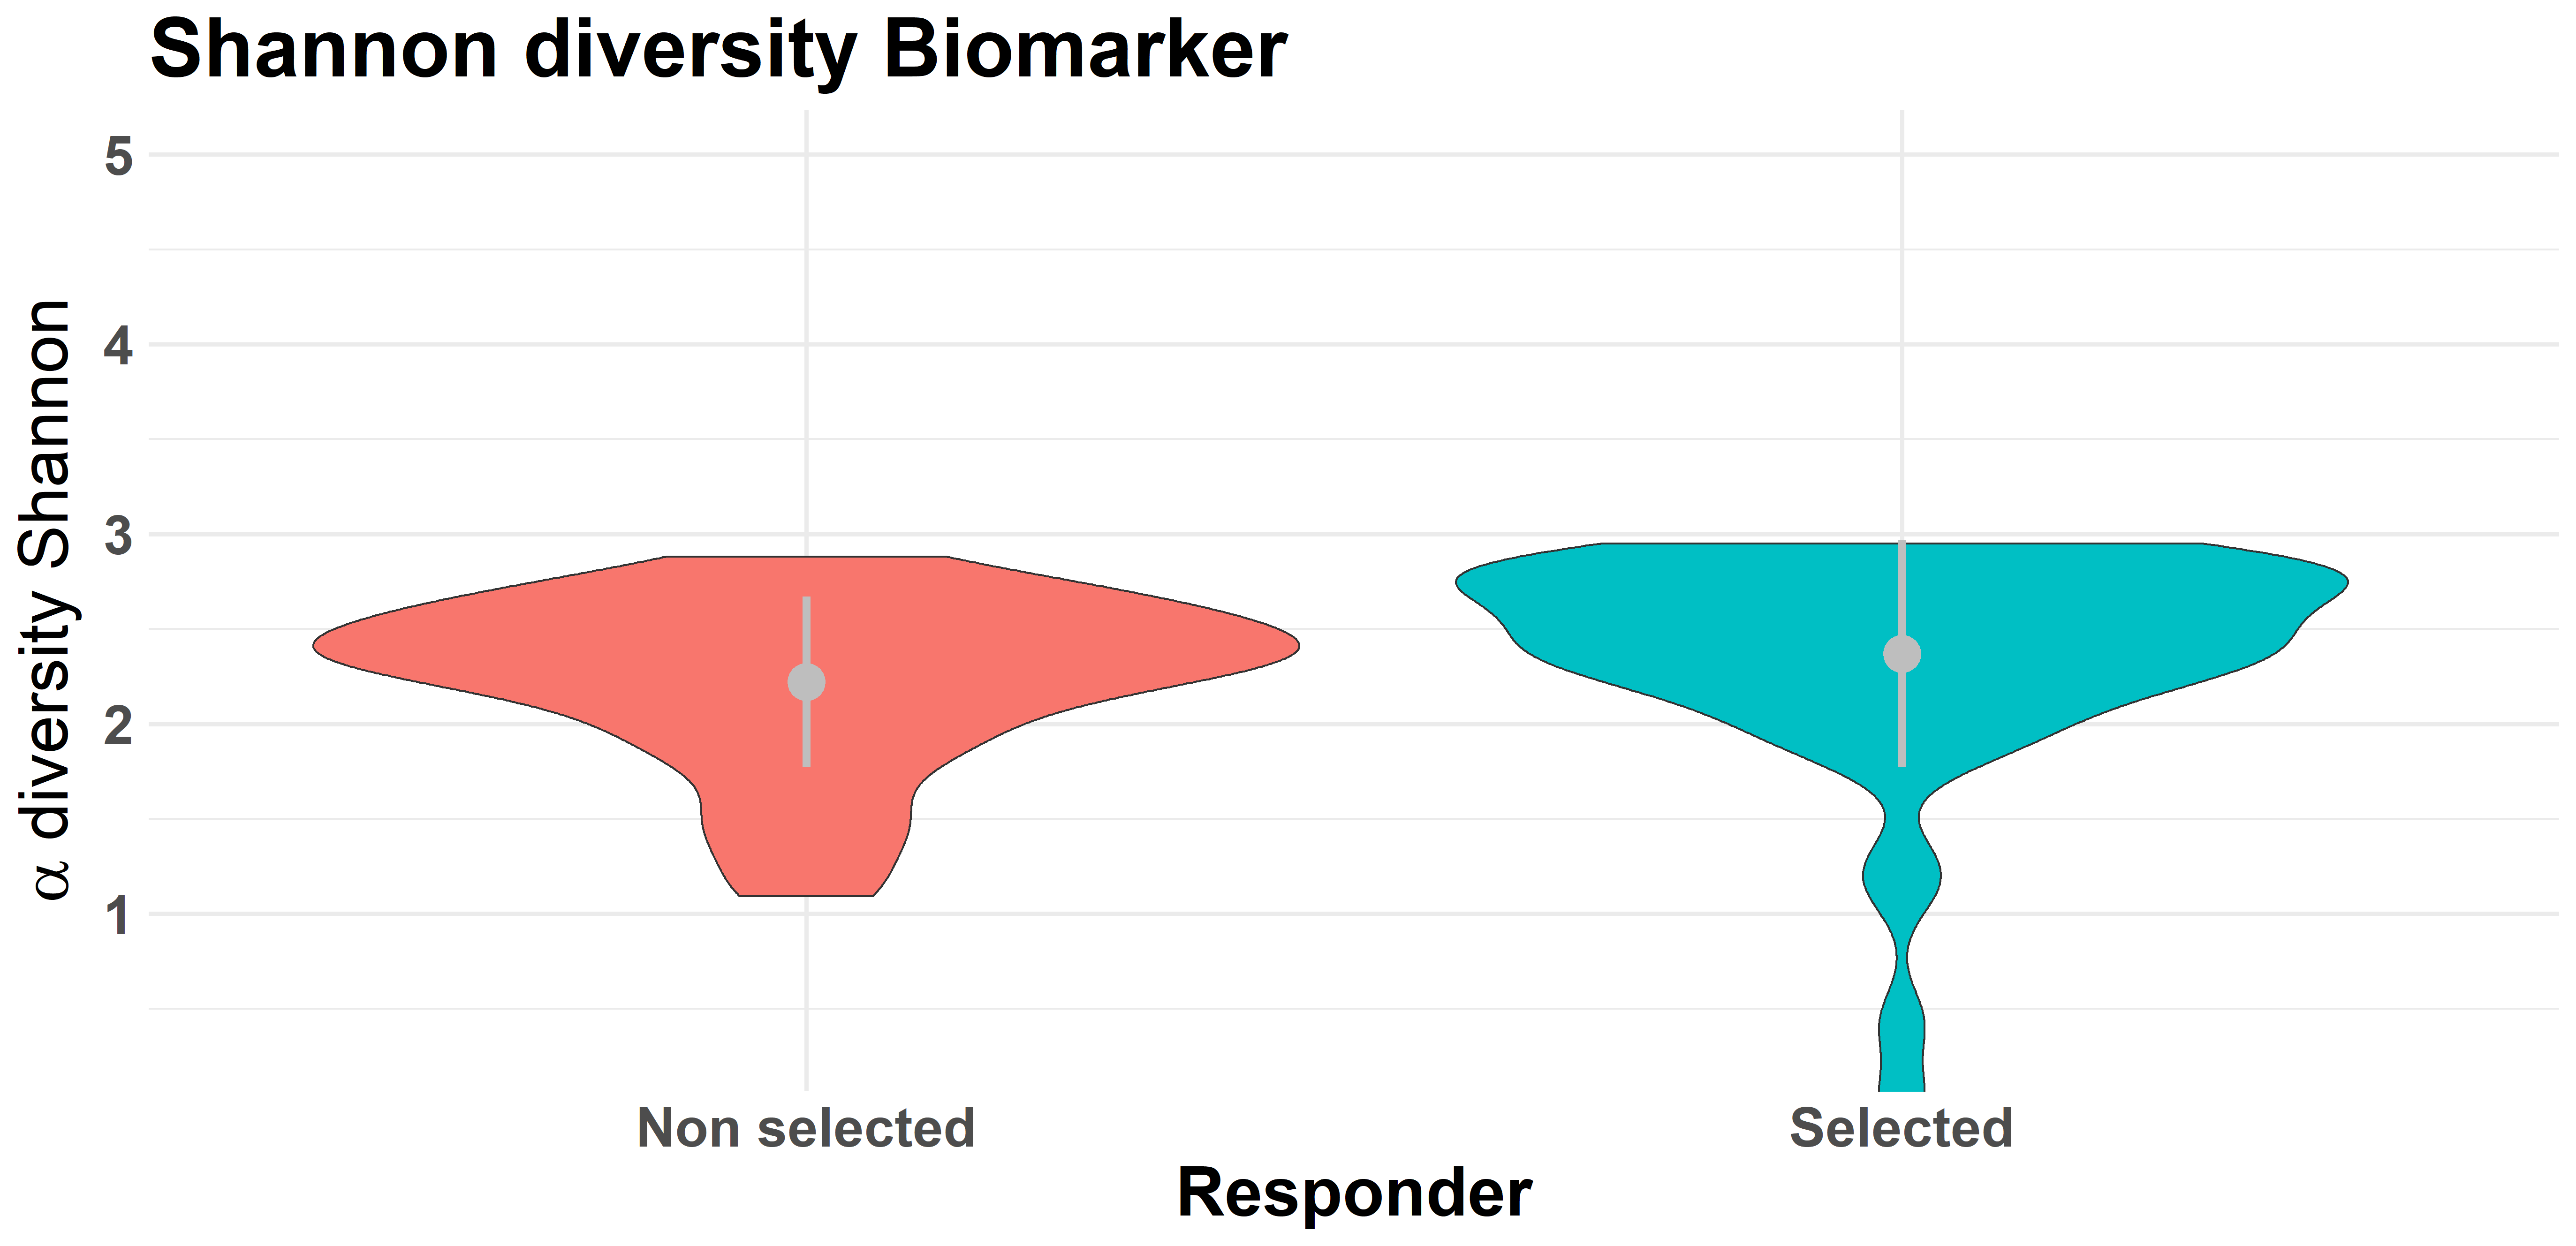 Shannon diversity Biomarker
α diversity Shannon
5
4
3
2
1
Non selected
Selected
Responder